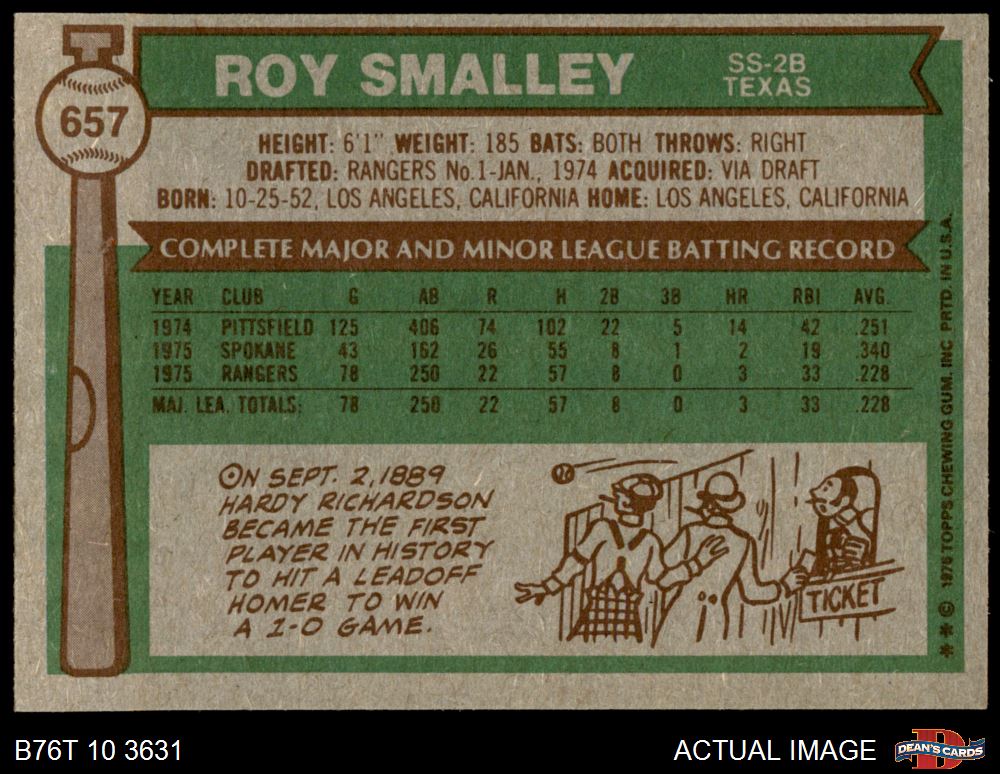 ROY SMALLEY
SS-2B
TEXAS
657
HEIGHT: 6'1" WEIGHT: 185 BATS: BOTH THROWS: RIGHT
DRAFTED: RANGERS No.1-JAN., 1974 ACQUIRED: VIA DRAFT
BORN: 10-25-52, LOS ANGELES, CALIFORNIA HOME: LOS ANGELES, CALIFORNIA
COMPLETE MAJOR AND MINOR LEAGUE BATTING RECORD
YEAR CLUB G AB R H 2B 3B HR RBI AVG.
1974 PITTSFIELD 125 406 74 102 22 5 14 42 .251
1975 SPOKANE 43 162 26 55 8 1 2 19 .340
1975 RANGERS 78 250 22 57 8 0 3 33 .228
MAJ. LEA. TOTALS: 78 250 22 57 8 0 3 33 .228
ON SEPT. 2, 1889
HARDY RICHARDSON
BECAME THE FIRST
PLAYER IN HISTORY
TO HIT A LEADOFF
HOMER TO WIN
A 1-0 GAME.
TICKET
* * © 1976 TOPPS CHEWING GUM, INC. PRTD. IN U.S.A.
B76T 10 3631
ACTUAL IMAGE
D
DEAN'S CARDS